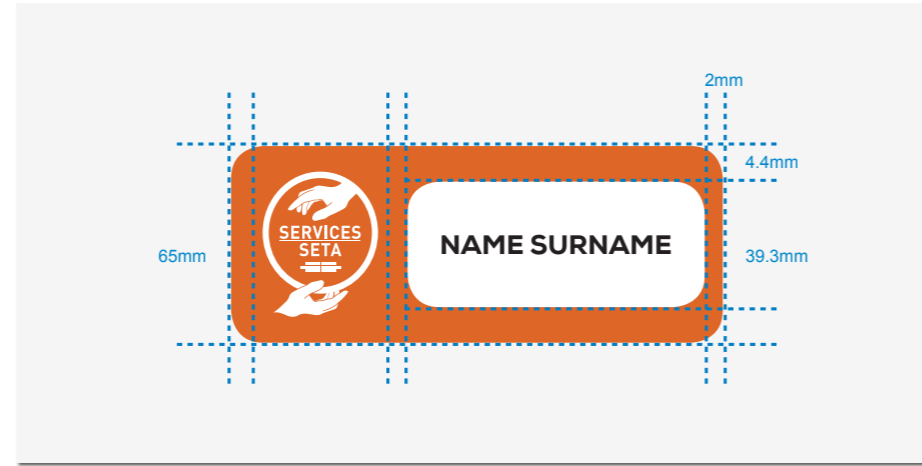 2mm
4.4mm
SERVICES
SETA
NAME SURNAME
65mm
39.3mm